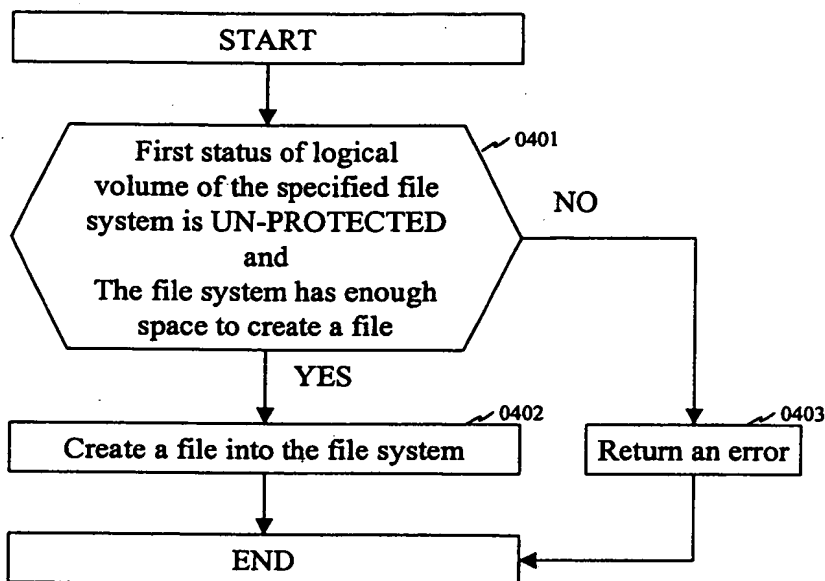 START
0401
First status of logical
volume of the specified file
system is UN-PROTECTED
and
The file system has enough
space to create a file
NO
YES
0402
Create a file into the file system
0403
Return an error
END